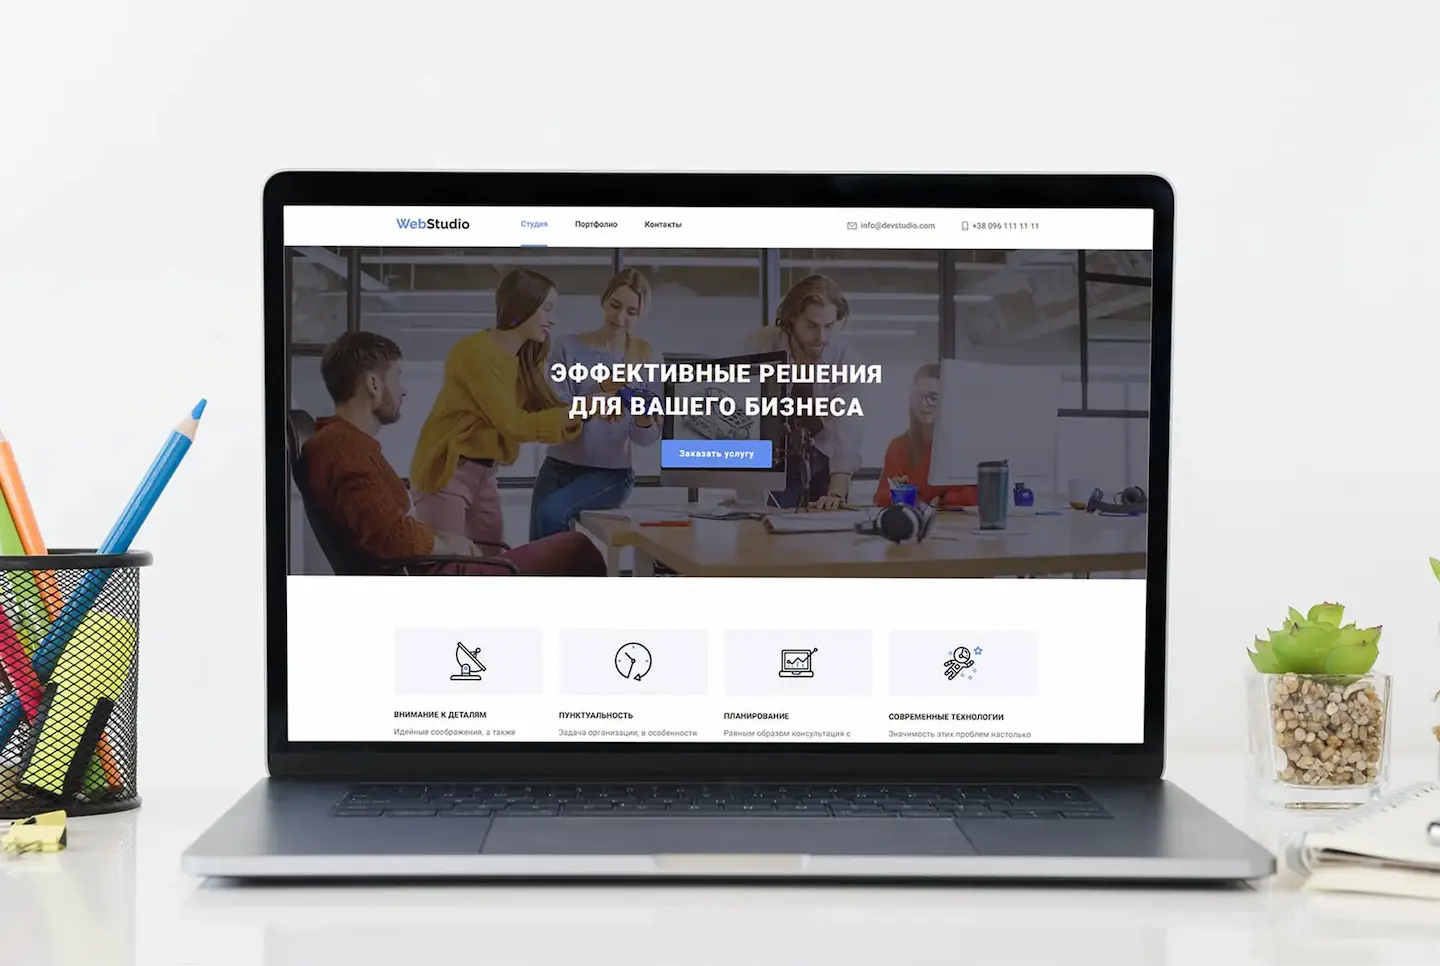 WebStudio
Студия
Портфолио
Контакты
info@devstudio.com
+38 096 111 11 11
ЭФФЕКТИВНЫЕ РЕШЕНИЯ
ДЛЯ ВАШЕГО БИЗНЕСА
Заказать услугу
ВНИМАНИЕ К ДЕТАЛЯМ
Идейные соображения, а также
ПУНКТУАЛЬНОСТЬ
Задача организации, в особенности
ПЛАНИРОВАНИЕ
Равным образом консультация с
СОВРЕМЕННЫЕ ТЕХНОЛОГИИ
Значимость этих проблем настолько